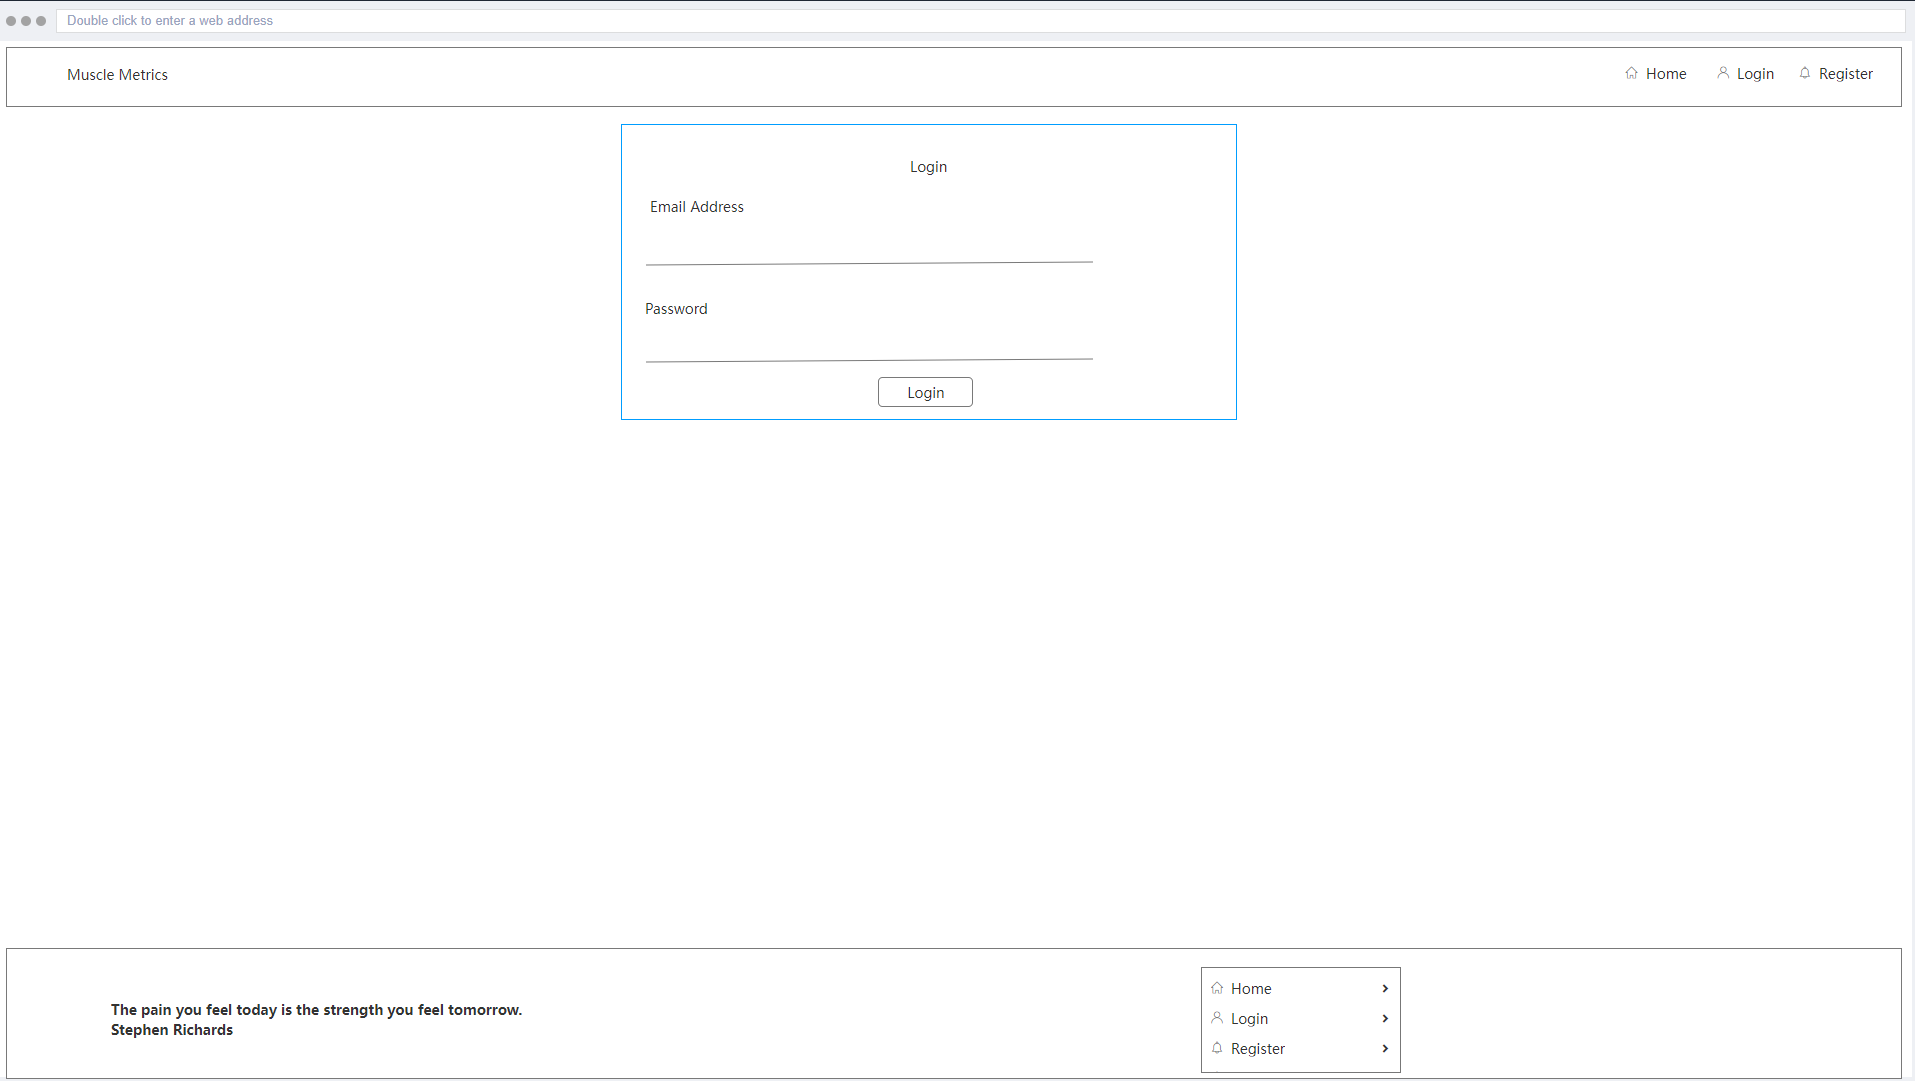 Double click to enter a web address
Muscle Metrics
Home Login Register
Login
Email Address
Password
Login
The pain you feel today is the strength you feel tomorrow.
Stephen Richards
Home
Login
Register